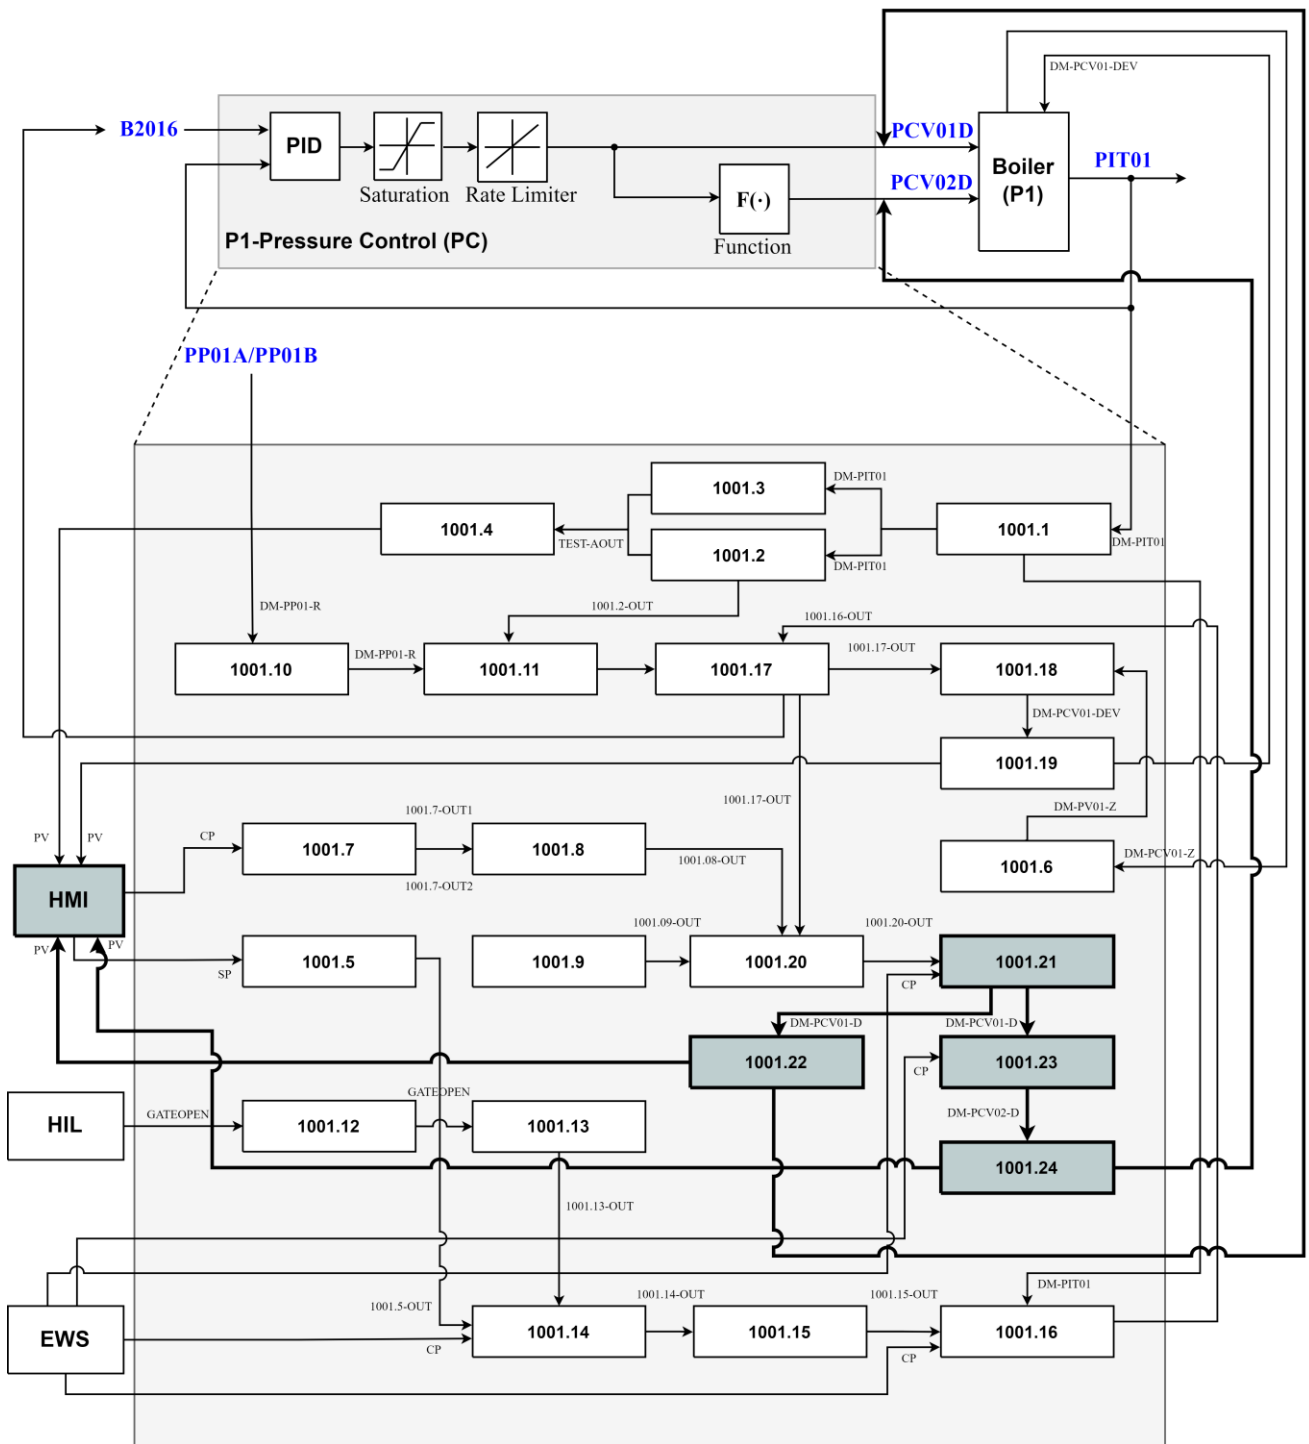 DM-PCV01-DEV
B2016
PID
Saturation
Rate Limiter
F(·)
Function
P1-Pressure Control (PC)
PCV01D
PCV02D
Boiler
(P1)
PIT01
PP01A/PP01B
1001.3
DM-PIT01
1001.4
TEST-AOUT
1001.2
DM-PIT01
1001.1
DM-PIT01
DM-PP01-R
1001.2-OUT
1001.16-OUT
1001.10
DM-PP01-R
1001.11
1001.17
1001.17-OUT
1001.18
DM-PCV01-DEV
1001.19
1001.17-OUT
DM-PV01-Z
PV
PV
CP
1001.7-OUT1
1001.7
1001.8
1001.08-OUT
1001.7-OUT2
DM-PCV01-Z
1001.6
HMI
PV
PV
SP
1001.5
1001.09-OUT
1001.9
1001.20
1001.20-OUT
1001.21
CP
DM-PCV01-D
DM-PCV01-D
1001.22
1001.23
CP
HIL
GATEOPEN
GATEOPEN
1001.12
1001.13
DM-PCV02-D
1001.24
1001.13-OUT
DM-PIT01
1001.5-OUT
1001.14-OUT
1001.15-OUT
EWS
CP
1001.14
1001.15
1001.16
CP